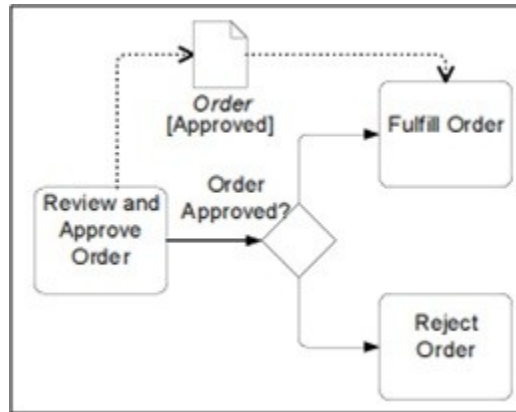 Order
[Approved]
Fulfill Order
Order
Approved?
Review and
Approve
Order
Reject
Order